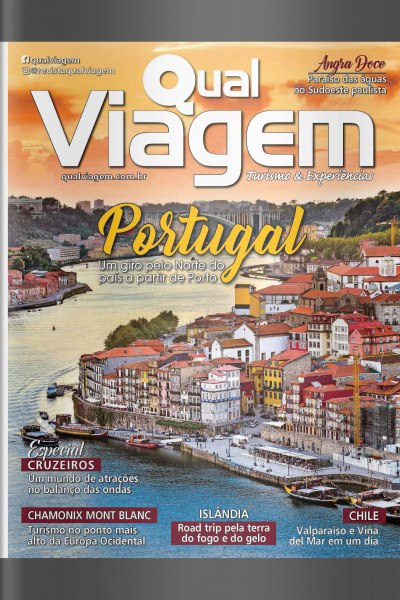 qualviagem
@revistaqualviagem
Angra Doce
Paraíso das águas
no Sudoeste paulista
Qual
Viagem
Turismo & Experiências
qualviagem.com.br
Portugal
Um giro pelo Norte do
país a partir de Porto
Especial
CRUZEIROS
Um mundo de atrações
no balanço das ondas
CHAMONIX MONT BLANC
Turismo no ponto mais
alto da Europa Ocidental
ISLÂNDIA
Road trip pela terra
do fogo e do gelo
CHILE
Valparaíso e Viña
del Mar em um dia